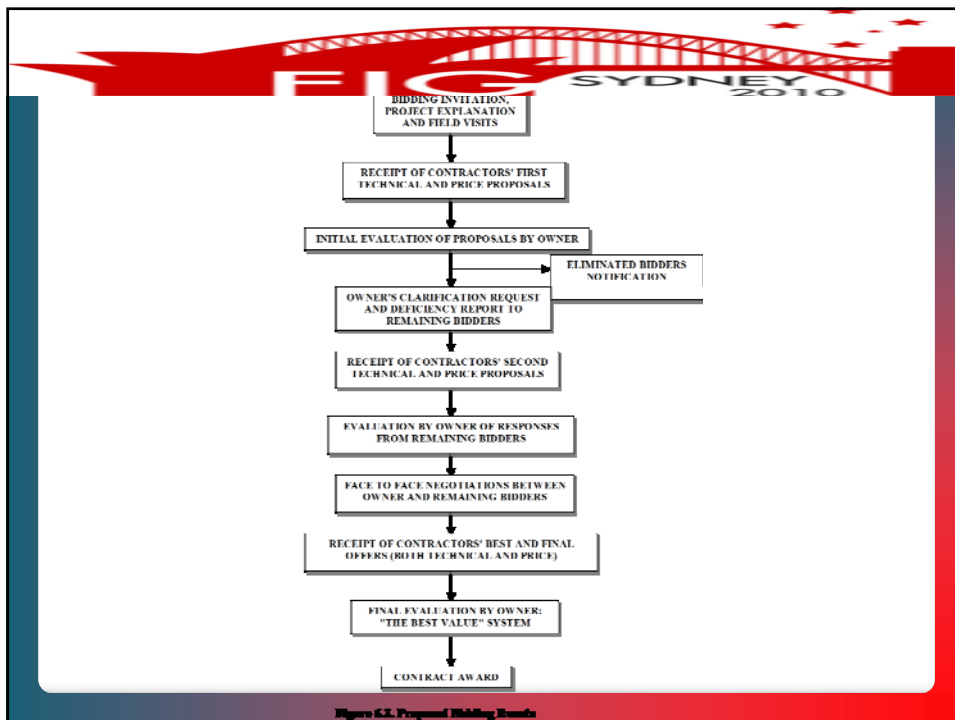 FIG
SYDNEY
2010
BIDDING INVITATION,
PROJECT EXPLANATION
AND FIELD VISITS
RECEIPT OF CONTRACTORS' FIRST
TECHNICAL AND PRICE PROPOSALS
INITIAL EVALUATION OF PROPOSALS BY OWNER
ELIMINATED BIDDERS
NOTIFICATION
OWNER'S CLARIFICATION REQUEST
AND DEFICIENCY REPORT TO
REMAINING BIDDERS
RECEIPT OF CONTRACTORS' SECOND
TECHNICAL AND PRICE PROPOSALS
EVALUATION BY OWNER OF RESPONSES
FROM REMAINING BIDDERS
FACE TO FACE NEGOTIATIONS BETWEEN
OWNER AND REMAINING BIDDERS
RECEIPT OF CONTRACTORS' BEST AND FINAL
OFFERS (BOTH TECHNICAL AND PRICE)
FINAL EVALUATION BY OWNER:
"THE BEST VALUE" SYSTEM
CONTRACT AWARD
Figure Proposal Bidding